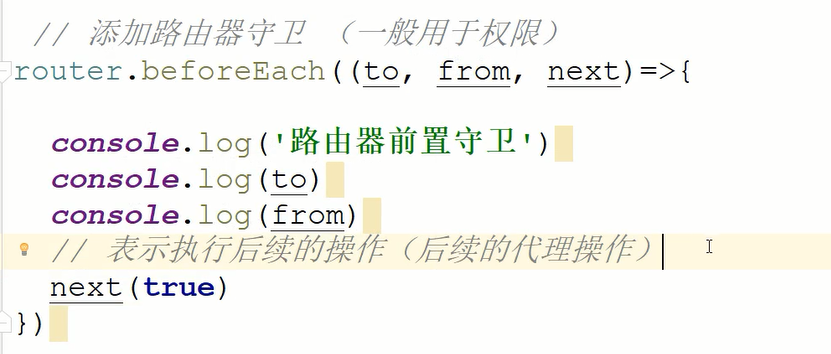 // 添加路由器守卫 （一般用于权限）
router.beforeEach((to, from, next)=>{
console.log('路由器前置守卫')
console.log(to)
console.log(from)
// 表示执行后续的操作（后续的代理操作）
next(true)
})